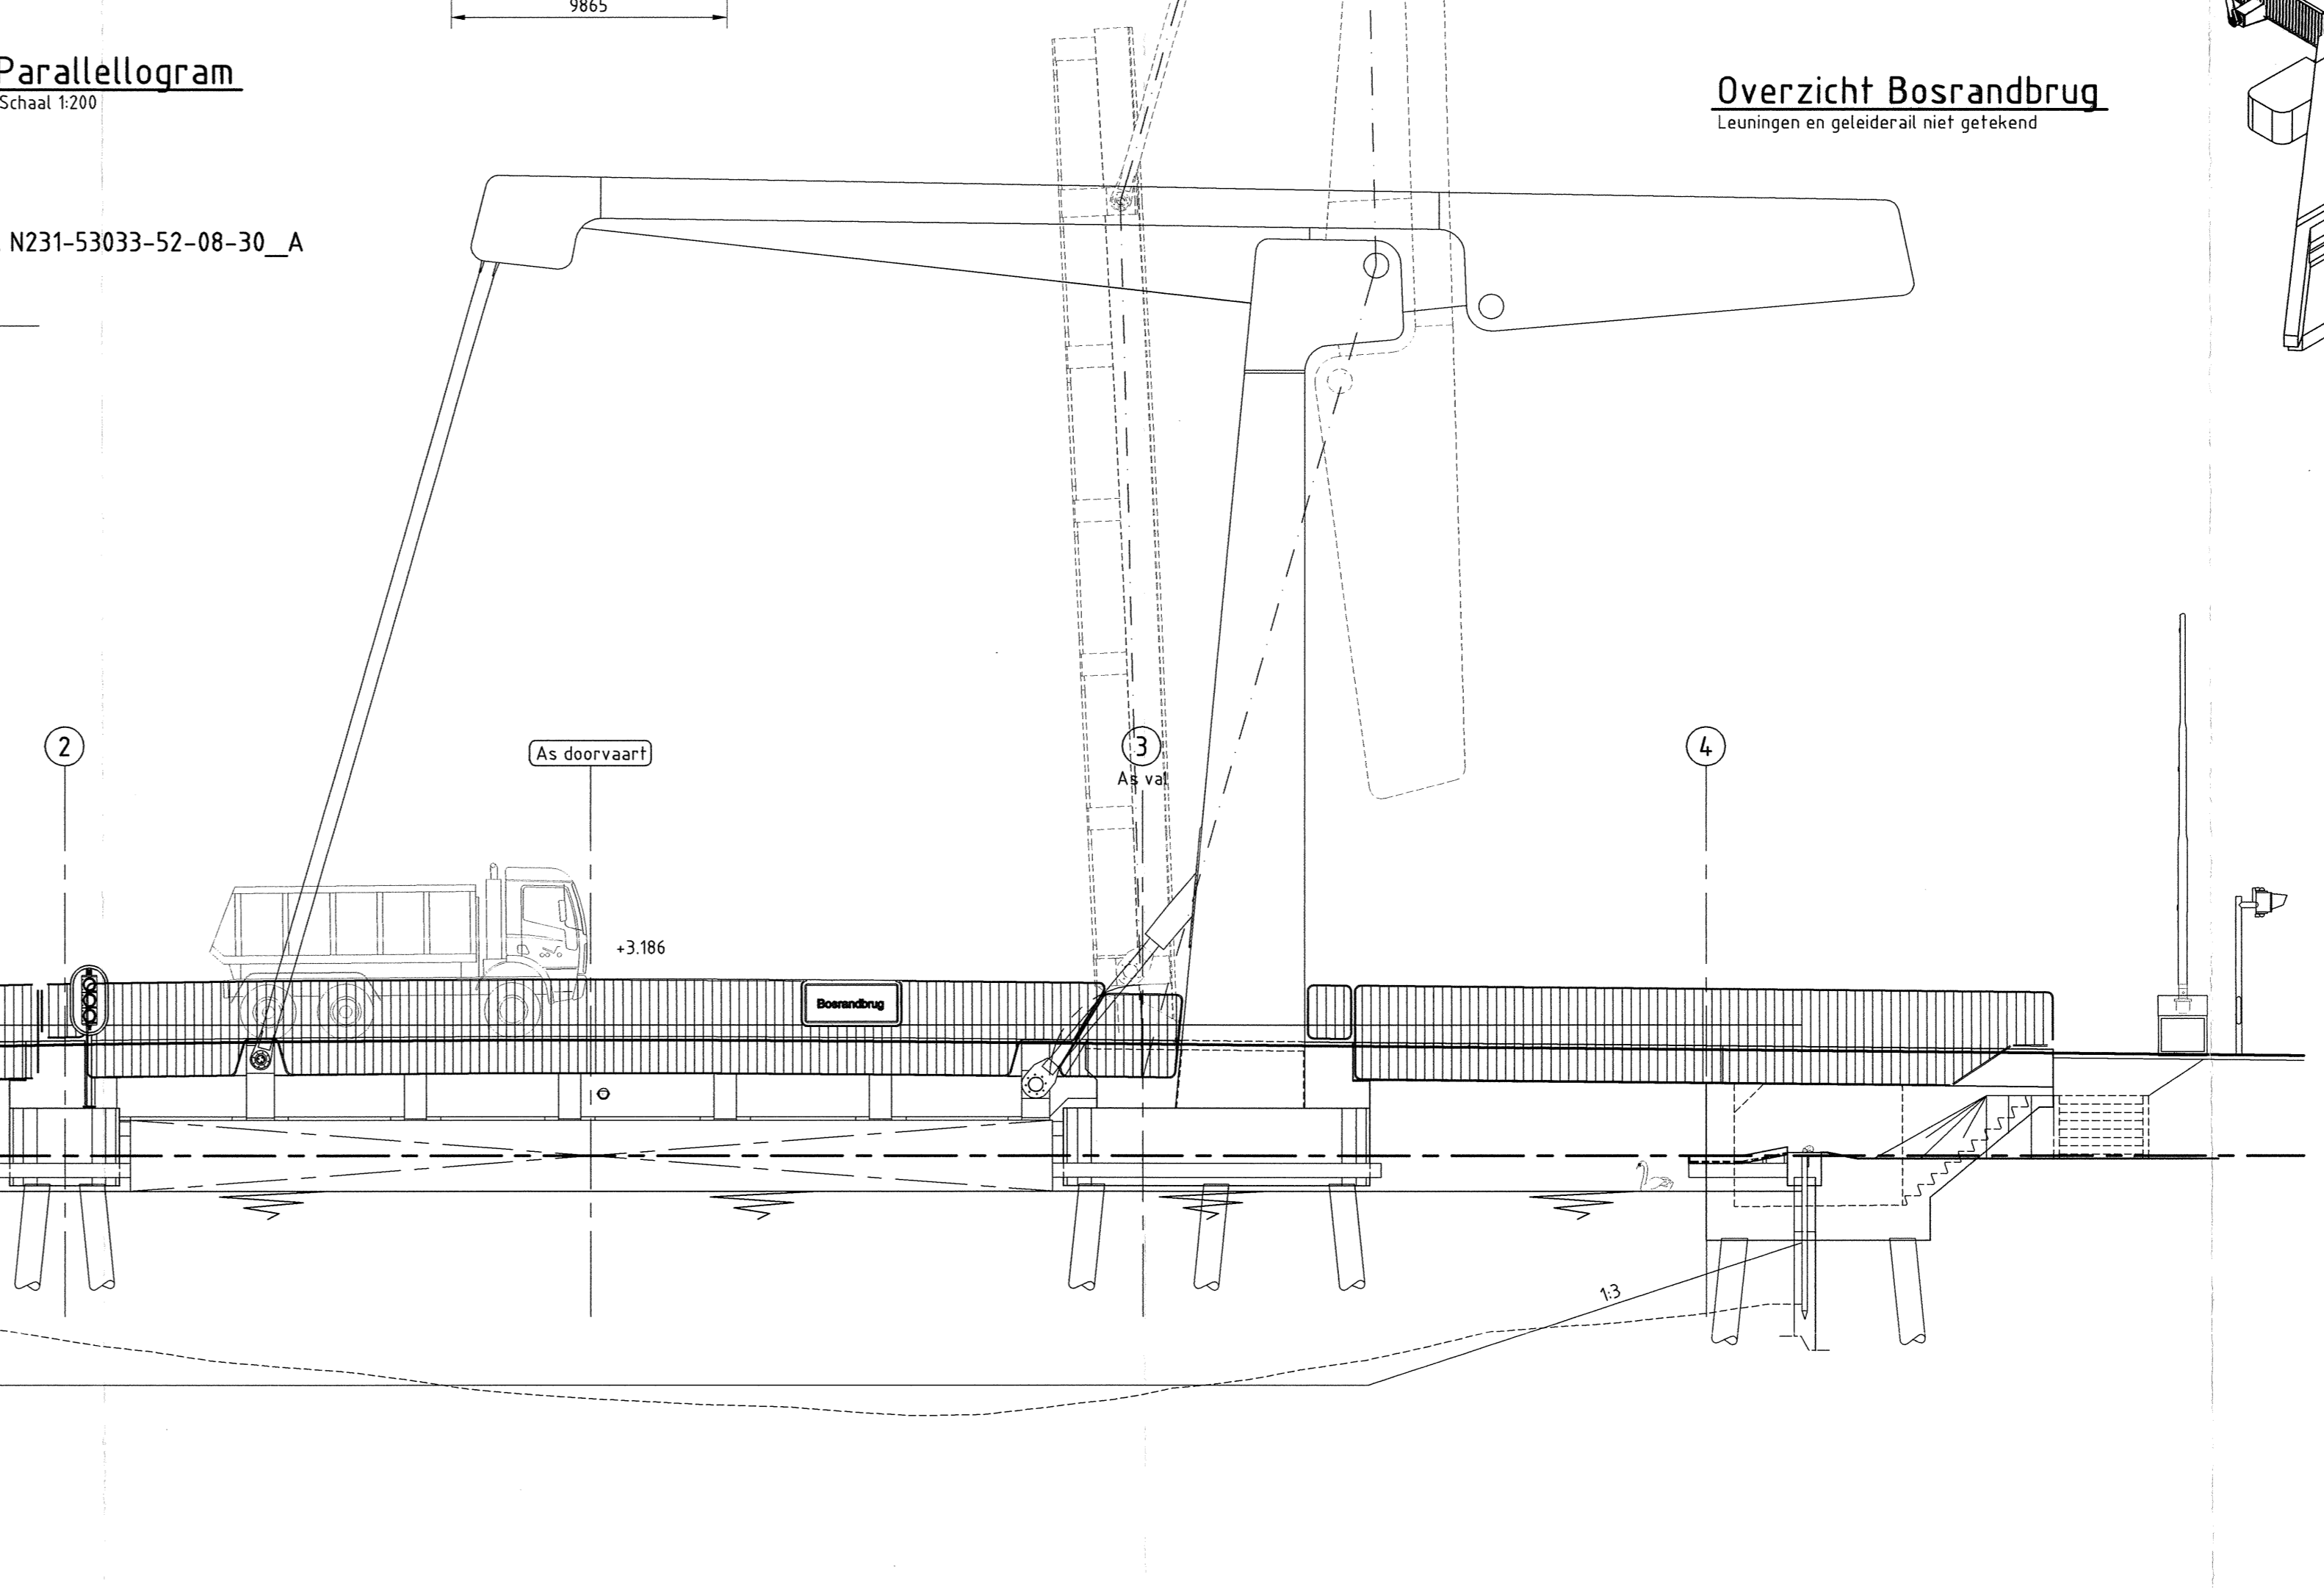 9865
Parallellogram
Schaal 1:200
Overzicht Bosrandbrug
Leuningen en geleiderail niet getekend
N231-53033-52-08-30__A
2
As doorvaart
3
As val
4
+3.186
Bosrandbrug
1:3